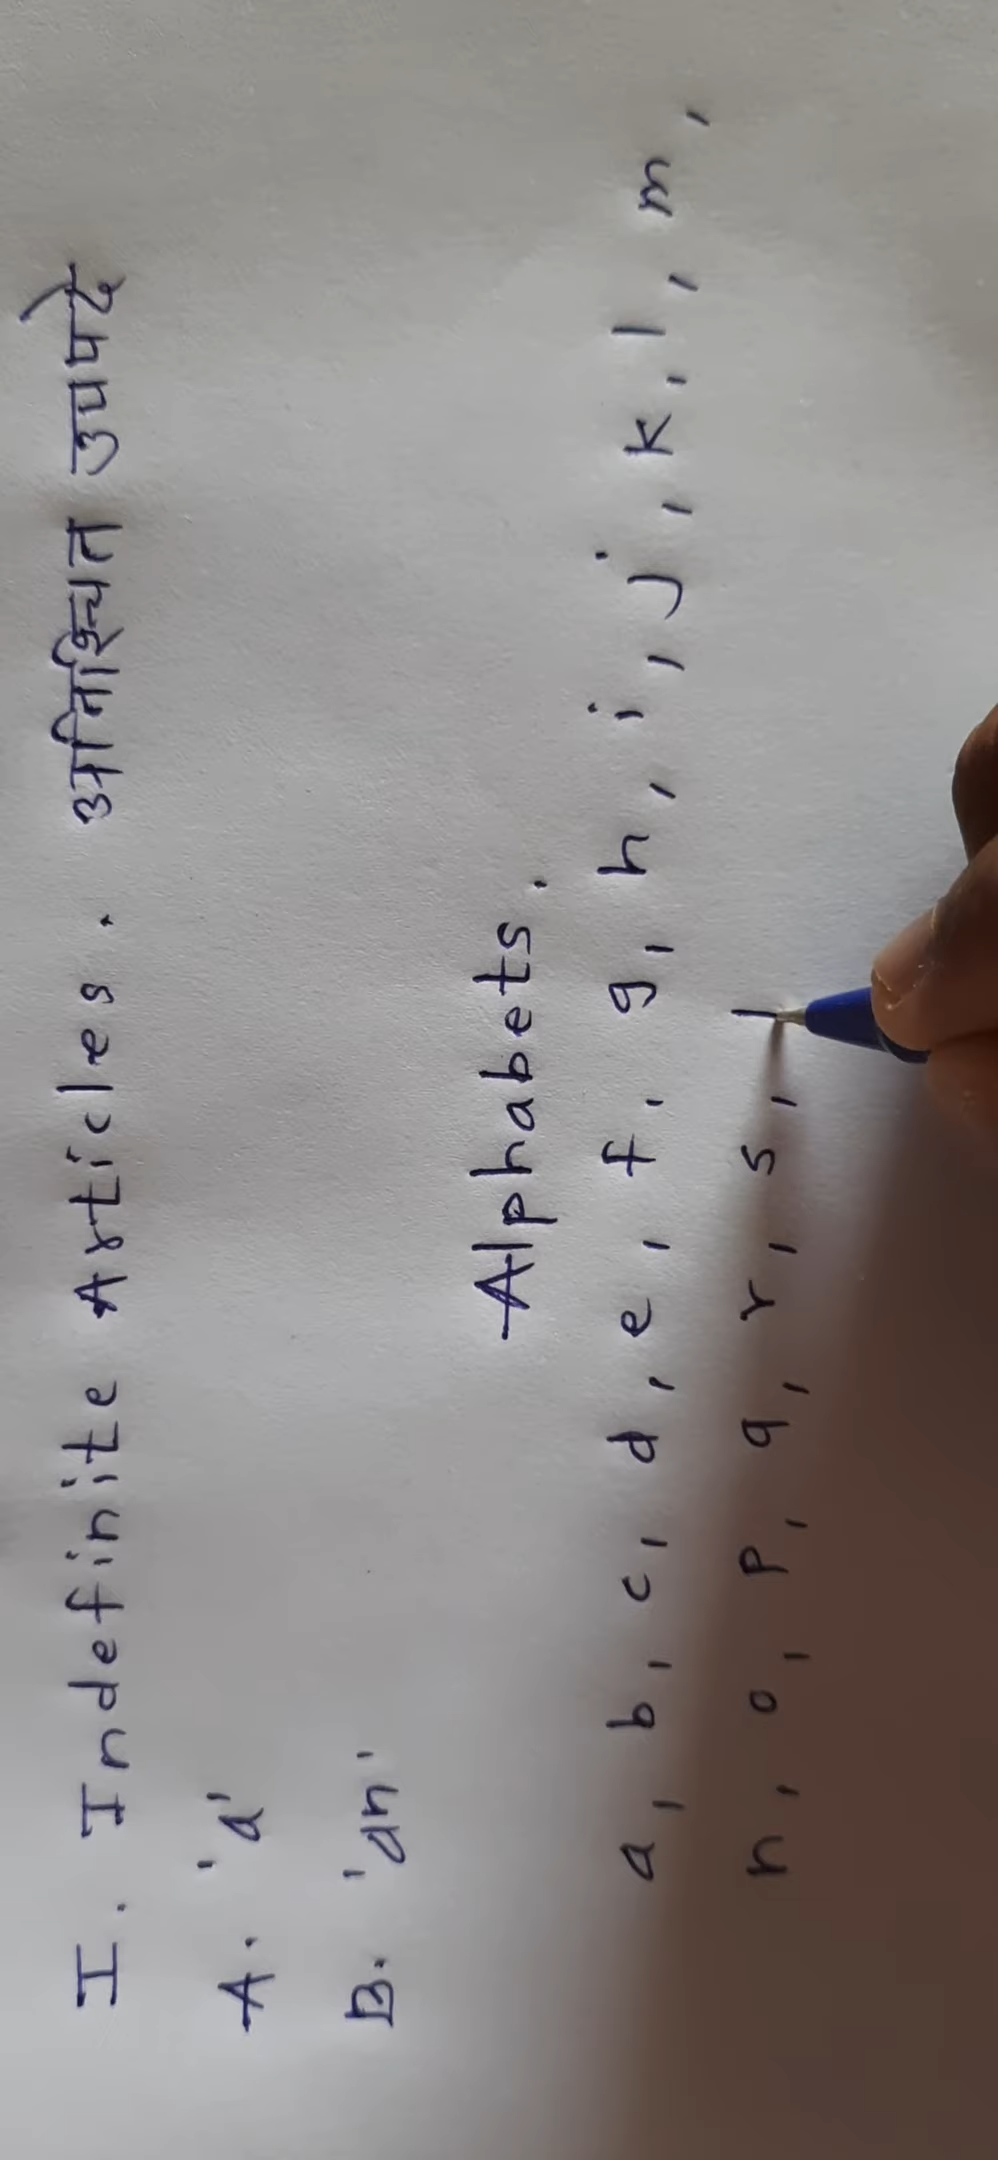 I. Indefinite Articles. अनिश्चित उपपदे
A. 'a'
B. 'an'
Alphabets.
a, b, c, d, e, f, g, h, i, j, k, l, m,
n, o, p, q, r, s,